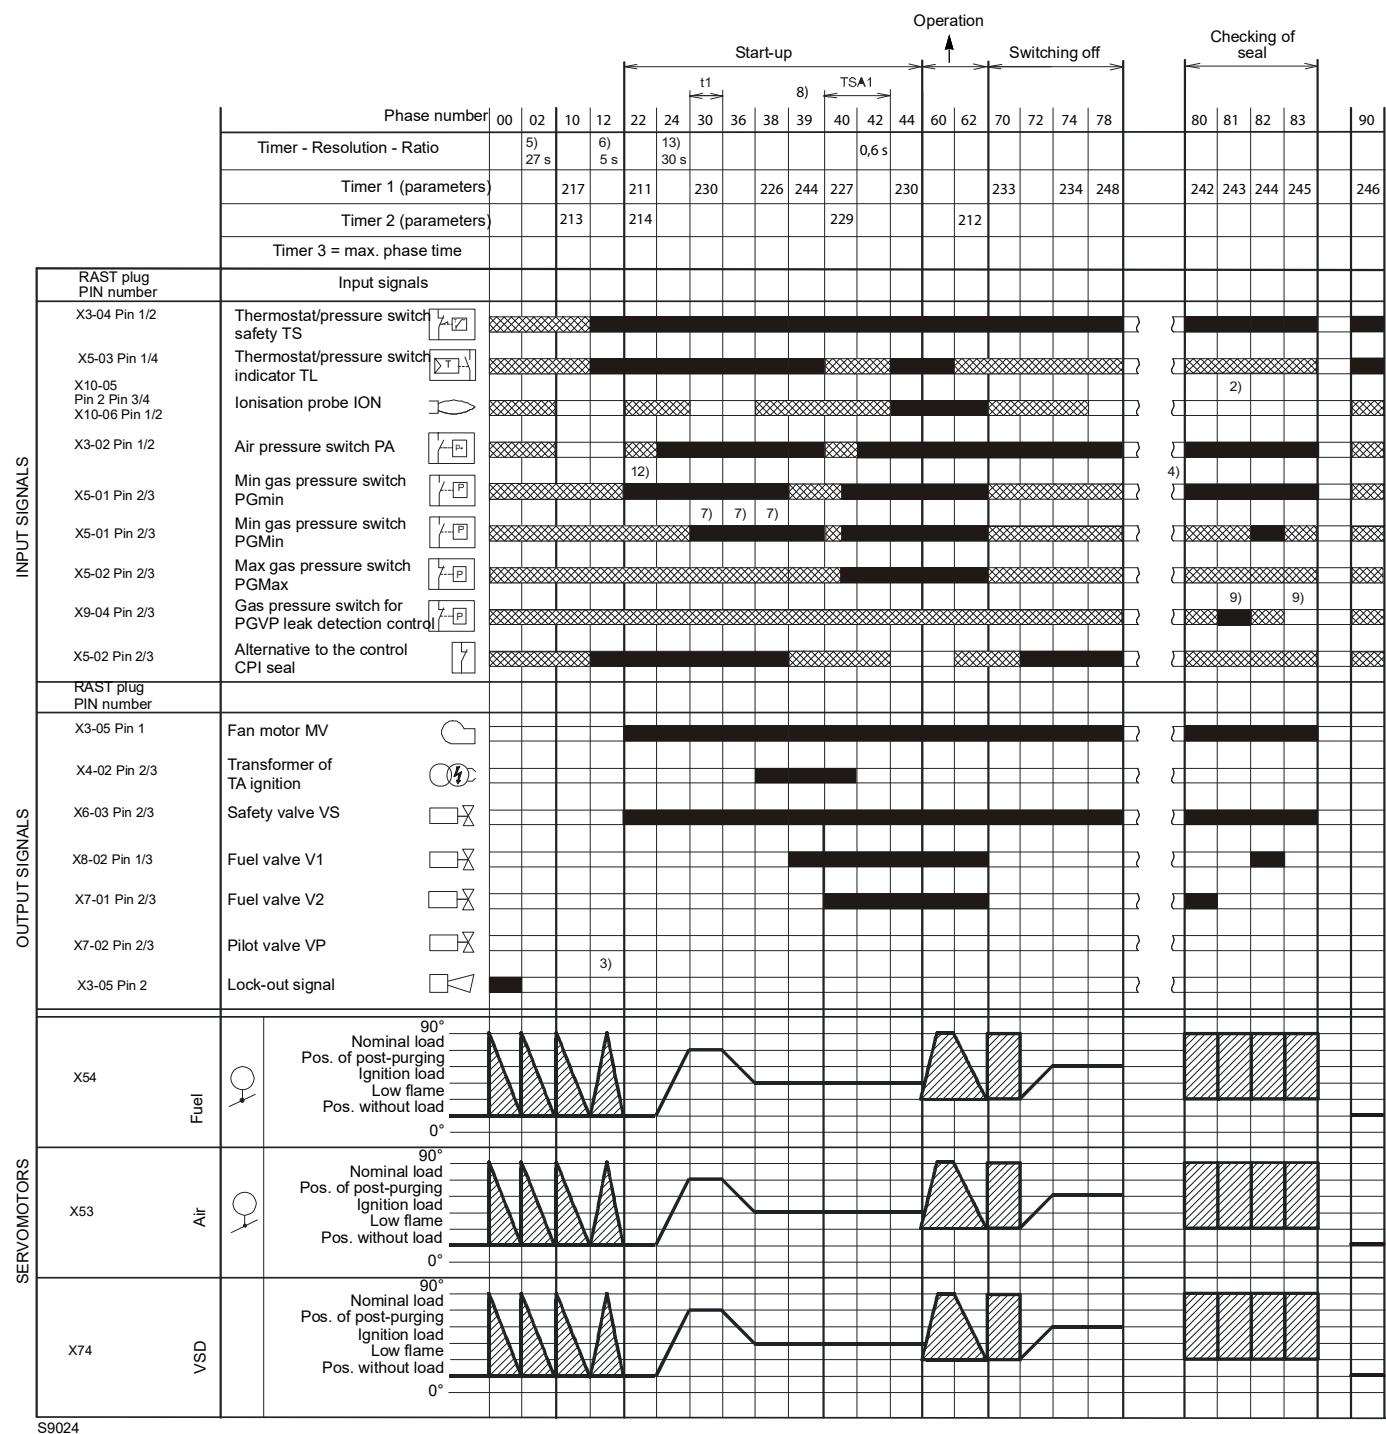 Operation
Start-up
Switching off
Checking of
seal
t1
8)
TSA1
Phase number 00 02 10 12 22 24 30 36 38 39 40 42 44 60 62 70 72 74 78 80 81 82 83 90
Timer - Resolution - Ratio
5)
27 s
6)
5 s
13)
30 s
0,6 s
Timer 1 (parameters) 217 211 230 226 244 227 230 233 234 248 242 243 244 245 246
Timer 2 (parameters) 213 214 229 212
Timer 3 = max. phase time
RAST plug
PIN number
Input signals
INPUT SIGNALS
X3-04 Pin 1/2
Thermostat/pressure switch
safety TS
X5-03 Pin 1/4
Thermostat/pressure switch
indicator TL
T
2)
X10-05
Pin 2 Pin 3/4
X10-06 Pin 1/2
Ionisation probe ION
X3-02 Pin 1/2
Air pressure switch PA
P
12)
4)
X5-01 Pin 2/3
Min gas pressure switch
PGmin
P
7) 7) 7)
X5-01 Pin 2/3
Min gas pressure switch
PGMin
P
X5-02 Pin 2/3
Max gas pressure switch
PGMax
P
9) 9)
X9-04 Pin 2/3
Gas pressure switch for
PGVP leak detection control
P
X5-02 Pin 2/3
Alternative to the control
CPI seal
RAST plug
PIN number
OUTPUT SIGNALS
X3-05 Pin 1
Fan motor MV
X4-02 Pin 2/3
Transformer of
TA ignition
X6-03 Pin 2/3
Safety valve VS
X8-02 Pin 1/3
Fuel valve V1
X7-01 Pin 2/3
Fuel valve V2
X7-02 Pin 2/3
Pilot valve VP
3)
X3-05 Pin 2
Lock-out signal
SERVOMOTORS
X54
Fuel
90°
Nominal load
Pos. of post-purging
Ignition load
Low flame
Pos. without load
0°
X53
Air
90°
Nominal load
Pos. of post-purging
Ignition load
Low flame
Pos. without load
0°
X74
VSD
90°
Nominal load
Pos. of post-purging
Ignition load
Low flame
Pos. without load
0°
S9024